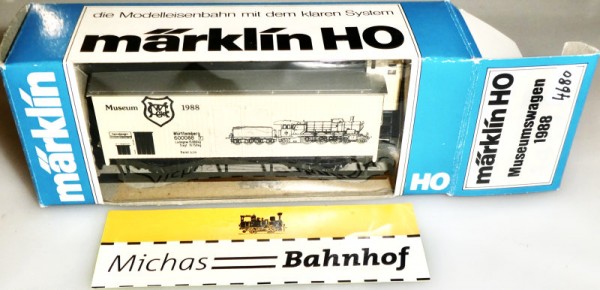 die Modelleisenbahn mit dem klaren System
märklin HO
märklin
Museum 1988
Württemberg
500088
HO
märklin HO
Museumswagen
1988
4680
Michas Bahnhof